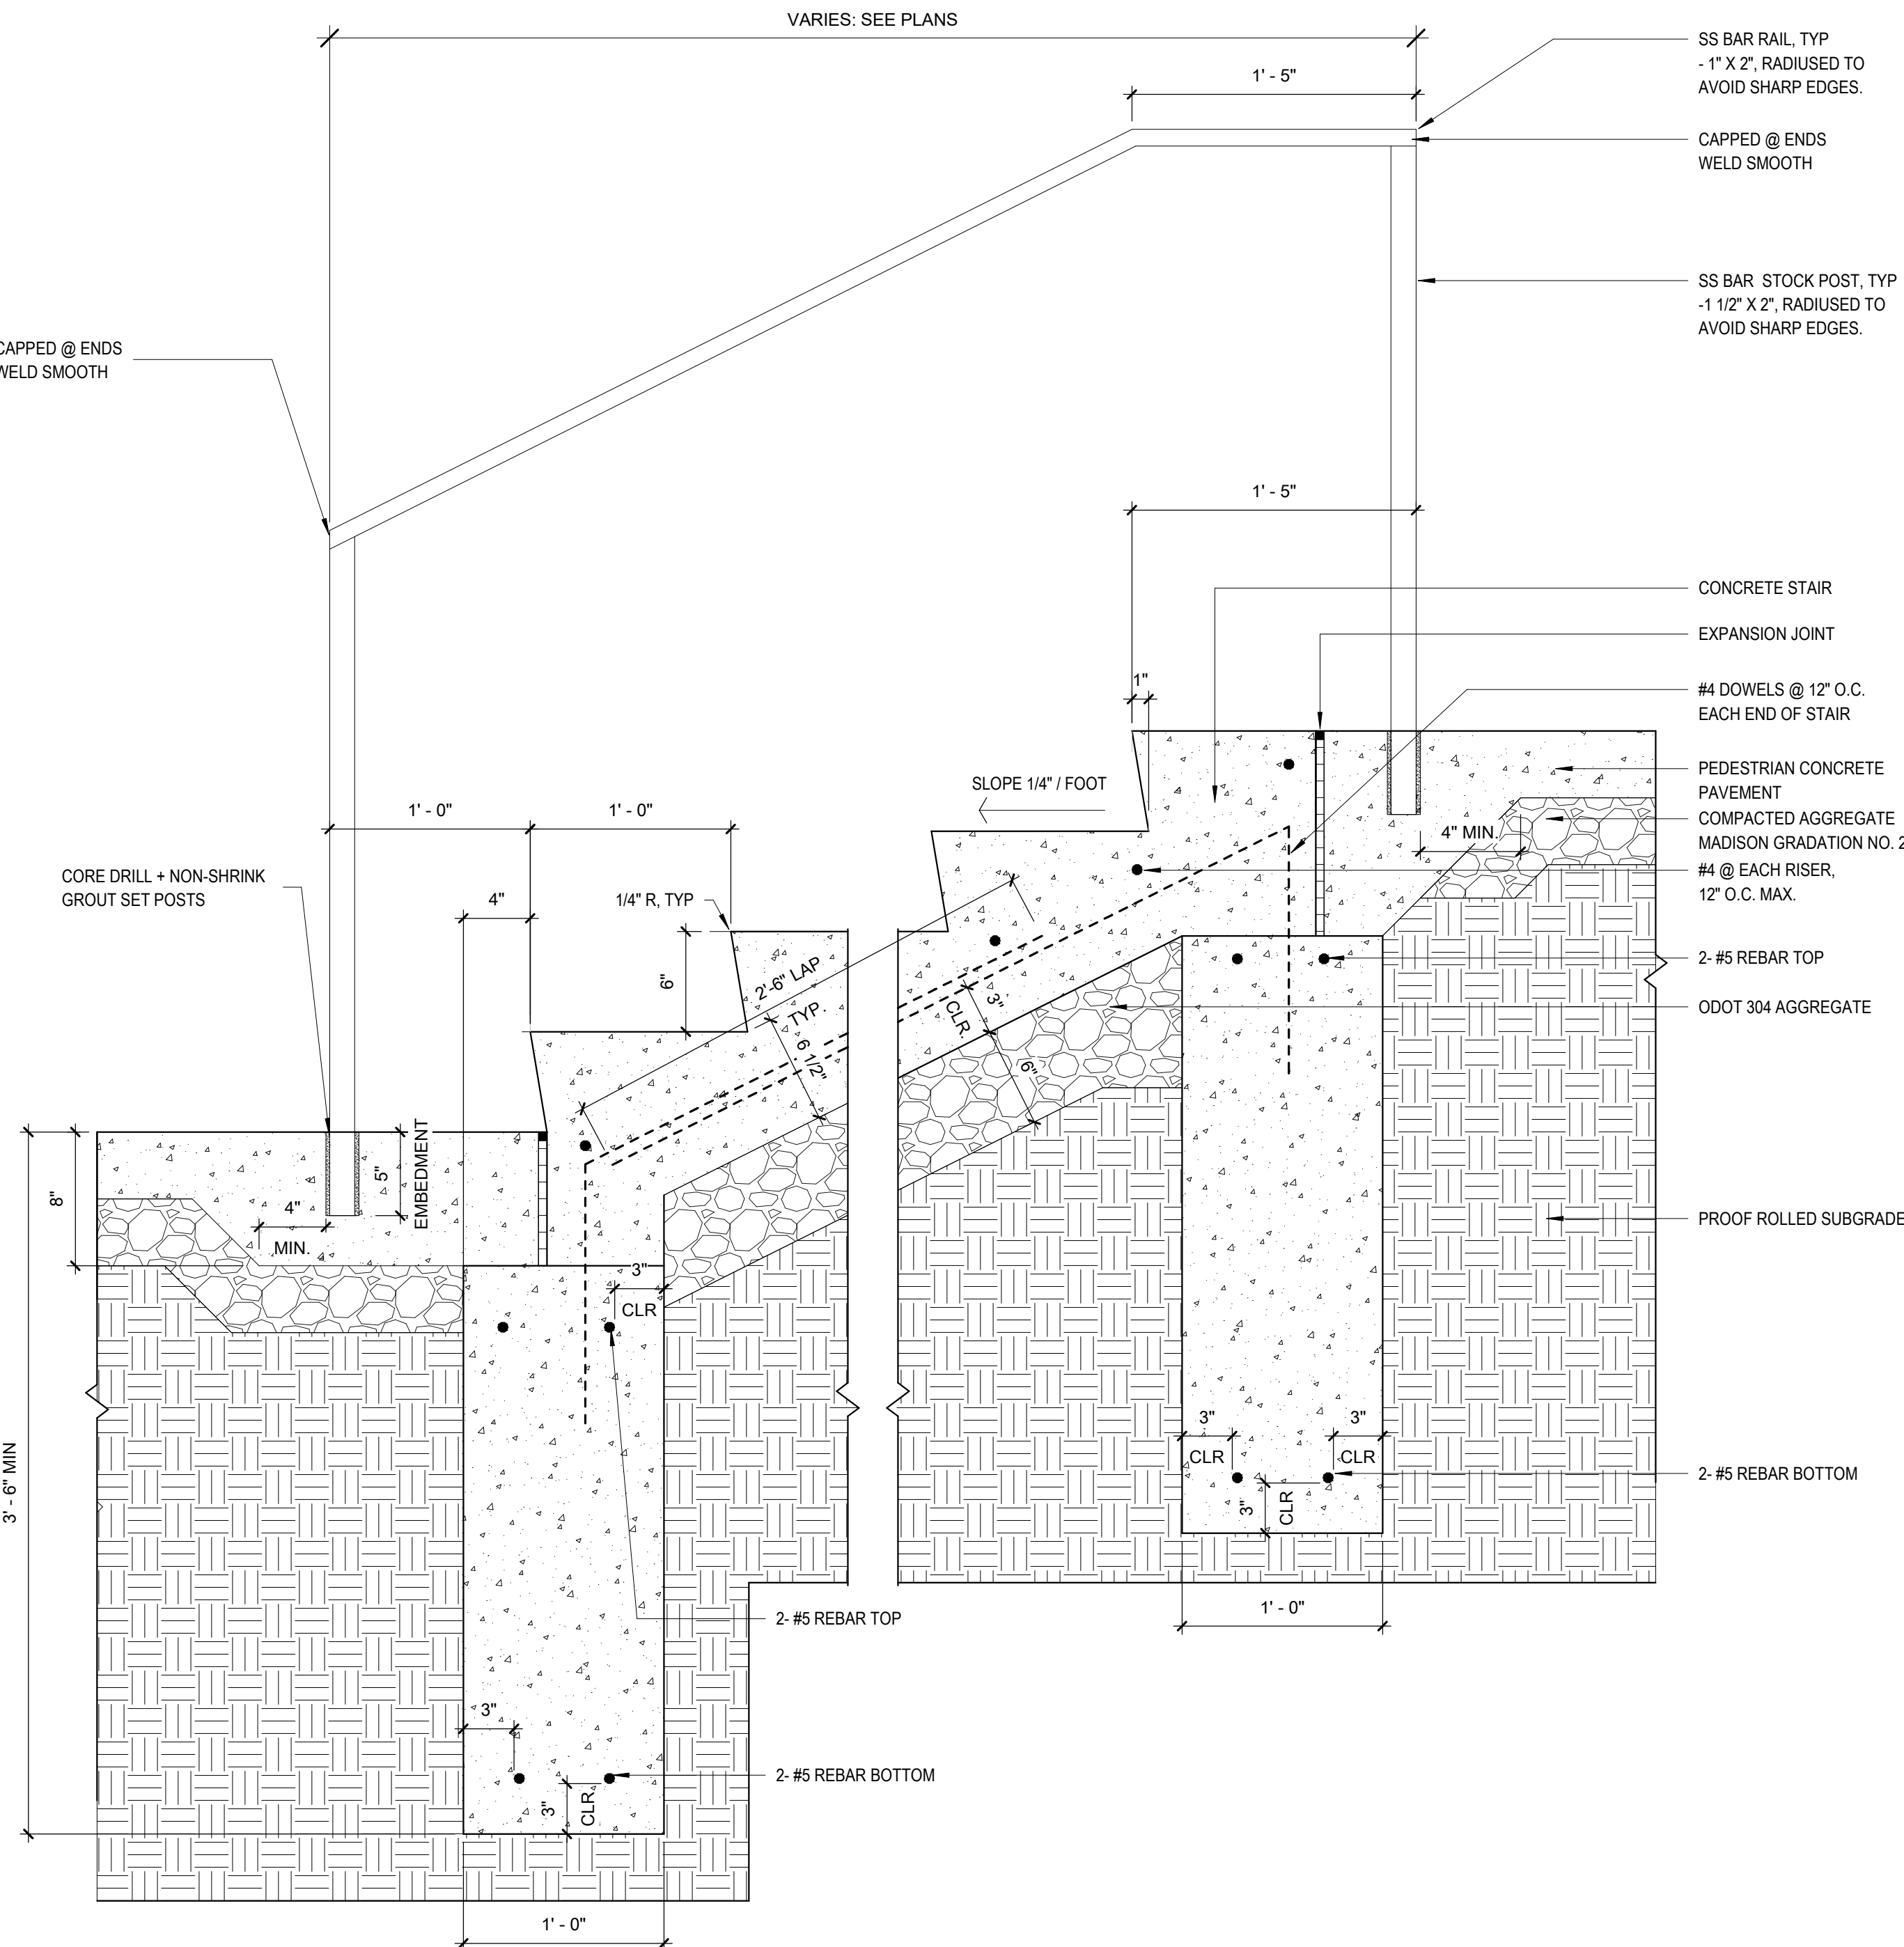 VARIES: SEE PLANS
1' - 5"
SS BAR RAIL, TYP
- 1" X 2", RADIUSED TO
AVOID SHARP EDGES.
CAPPED @ ENDS
WELD SMOOTH
SS BAR STOCK POST, TYP
-1 1/2" X 2", RADIUSED TO
AVOID SHARP EDGES.
CAPPED @ ENDS
WELD SMOOTH
1' - 5"
CONCRETE STAIR
EXPANSION JOINT
1"
#4 DOWELS @ 12" O.C.
EACH END OF STAIR
PEDESTRIAN CONCRETE
PAVEMENT
SLOPE 1/4" / FOOT
1' - 0"
1' - 0"
COMPACTED AGGREGATE
MADISON GRADATION NO. 2
4" MIN.
#4 @ EACH RISER,
12" O.C. MAX.
CORE DRILL + NON-SHRINK
GROUT SET POSTS
4"
1/4" R, TYP
2- #5 REBAR TOP
6"
2'-6" LAP
TYP.
6 1/2"
3"
CLR.
6"
ODOT 304 AGGREGATE
8"
5"
EMBEDMENT
4"
MIN.
PROOF ROLLED SUBGRADE
3"
CLR
3' - 6" MIN
3"
CLR
3"
CLR
3"
CLR
2- #5 REBAR BOTTOM
1' - 0"
2- #5 REBAR TOP
3"
3"
CLR.
2- #5 REBAR BOTTOM
1' - 0"